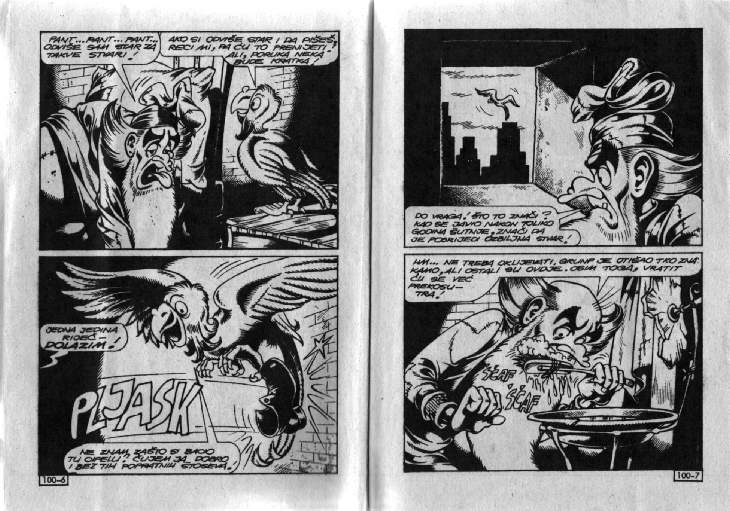 PANT... PANT... PANT...
ODVIŠE SAM STAR ZA
TAKVE STVARI!
AKO SI ODVIŠE STAR I DA PIŠEŠ,
RECI MI, PA ĆU TO PRENIJETI!
ALI, PORUKA NEKA
BUDE KRATKA!
JEDNA JEDINA
RIJEČ-
DOLAZIM!
PLJASK
NE ZNAM, ZAŠTO SI BACIO
TU CIPELU? ČUJEM JA DOBRO
I BEZ TIH POPRATNIH
100-6
DO VRAGA! ŠTO TO ZNAČI?
KAD SE JAVIO NAKON TOLIKO
GODINA ŠUTNJE, ZNAČI DA
JE POSRIJEDI OZBILJNA STVAR!
HM... NE TREBA OKLIJEVATI, GRUNF JE OTIŠAO TKO ZNA
KAMO, ALI OSTALI SU OVDJE. OSIM TOGA, VRATIT
ĆU SE VEĆ
PREKOSU-
TRA!
ŠĆAF
ŠĆAF
100-7